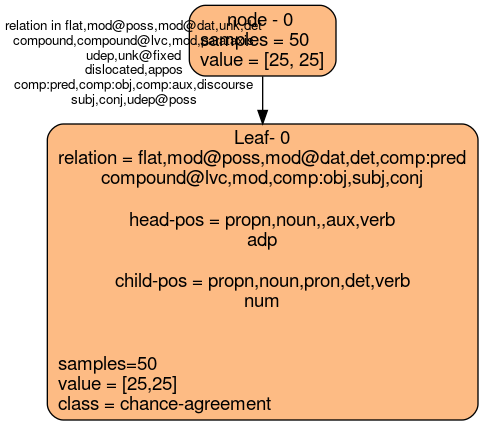 relation in flat,mod@poss,mod@dat,unk,det
compound,compound@lvc,mod,parataxis
udep,unk@fixed
dislocated,appos
comp:pred,comp:obj,comp:aux,discourse
subj,conj,udep@poss
node - 0
samples = 50
value = [25, 25]
Leaf- 0
relation = flat,mod@poss,mod@dat,det,comp:pred
compound@lvc,mod,comp:obj,subj,conj
head-pos = propn,noun,,aux,verb
adp
child-pos = propn,noun,pron,det,verb
num
samples=50
value = [25,25]
class = chance-agreement